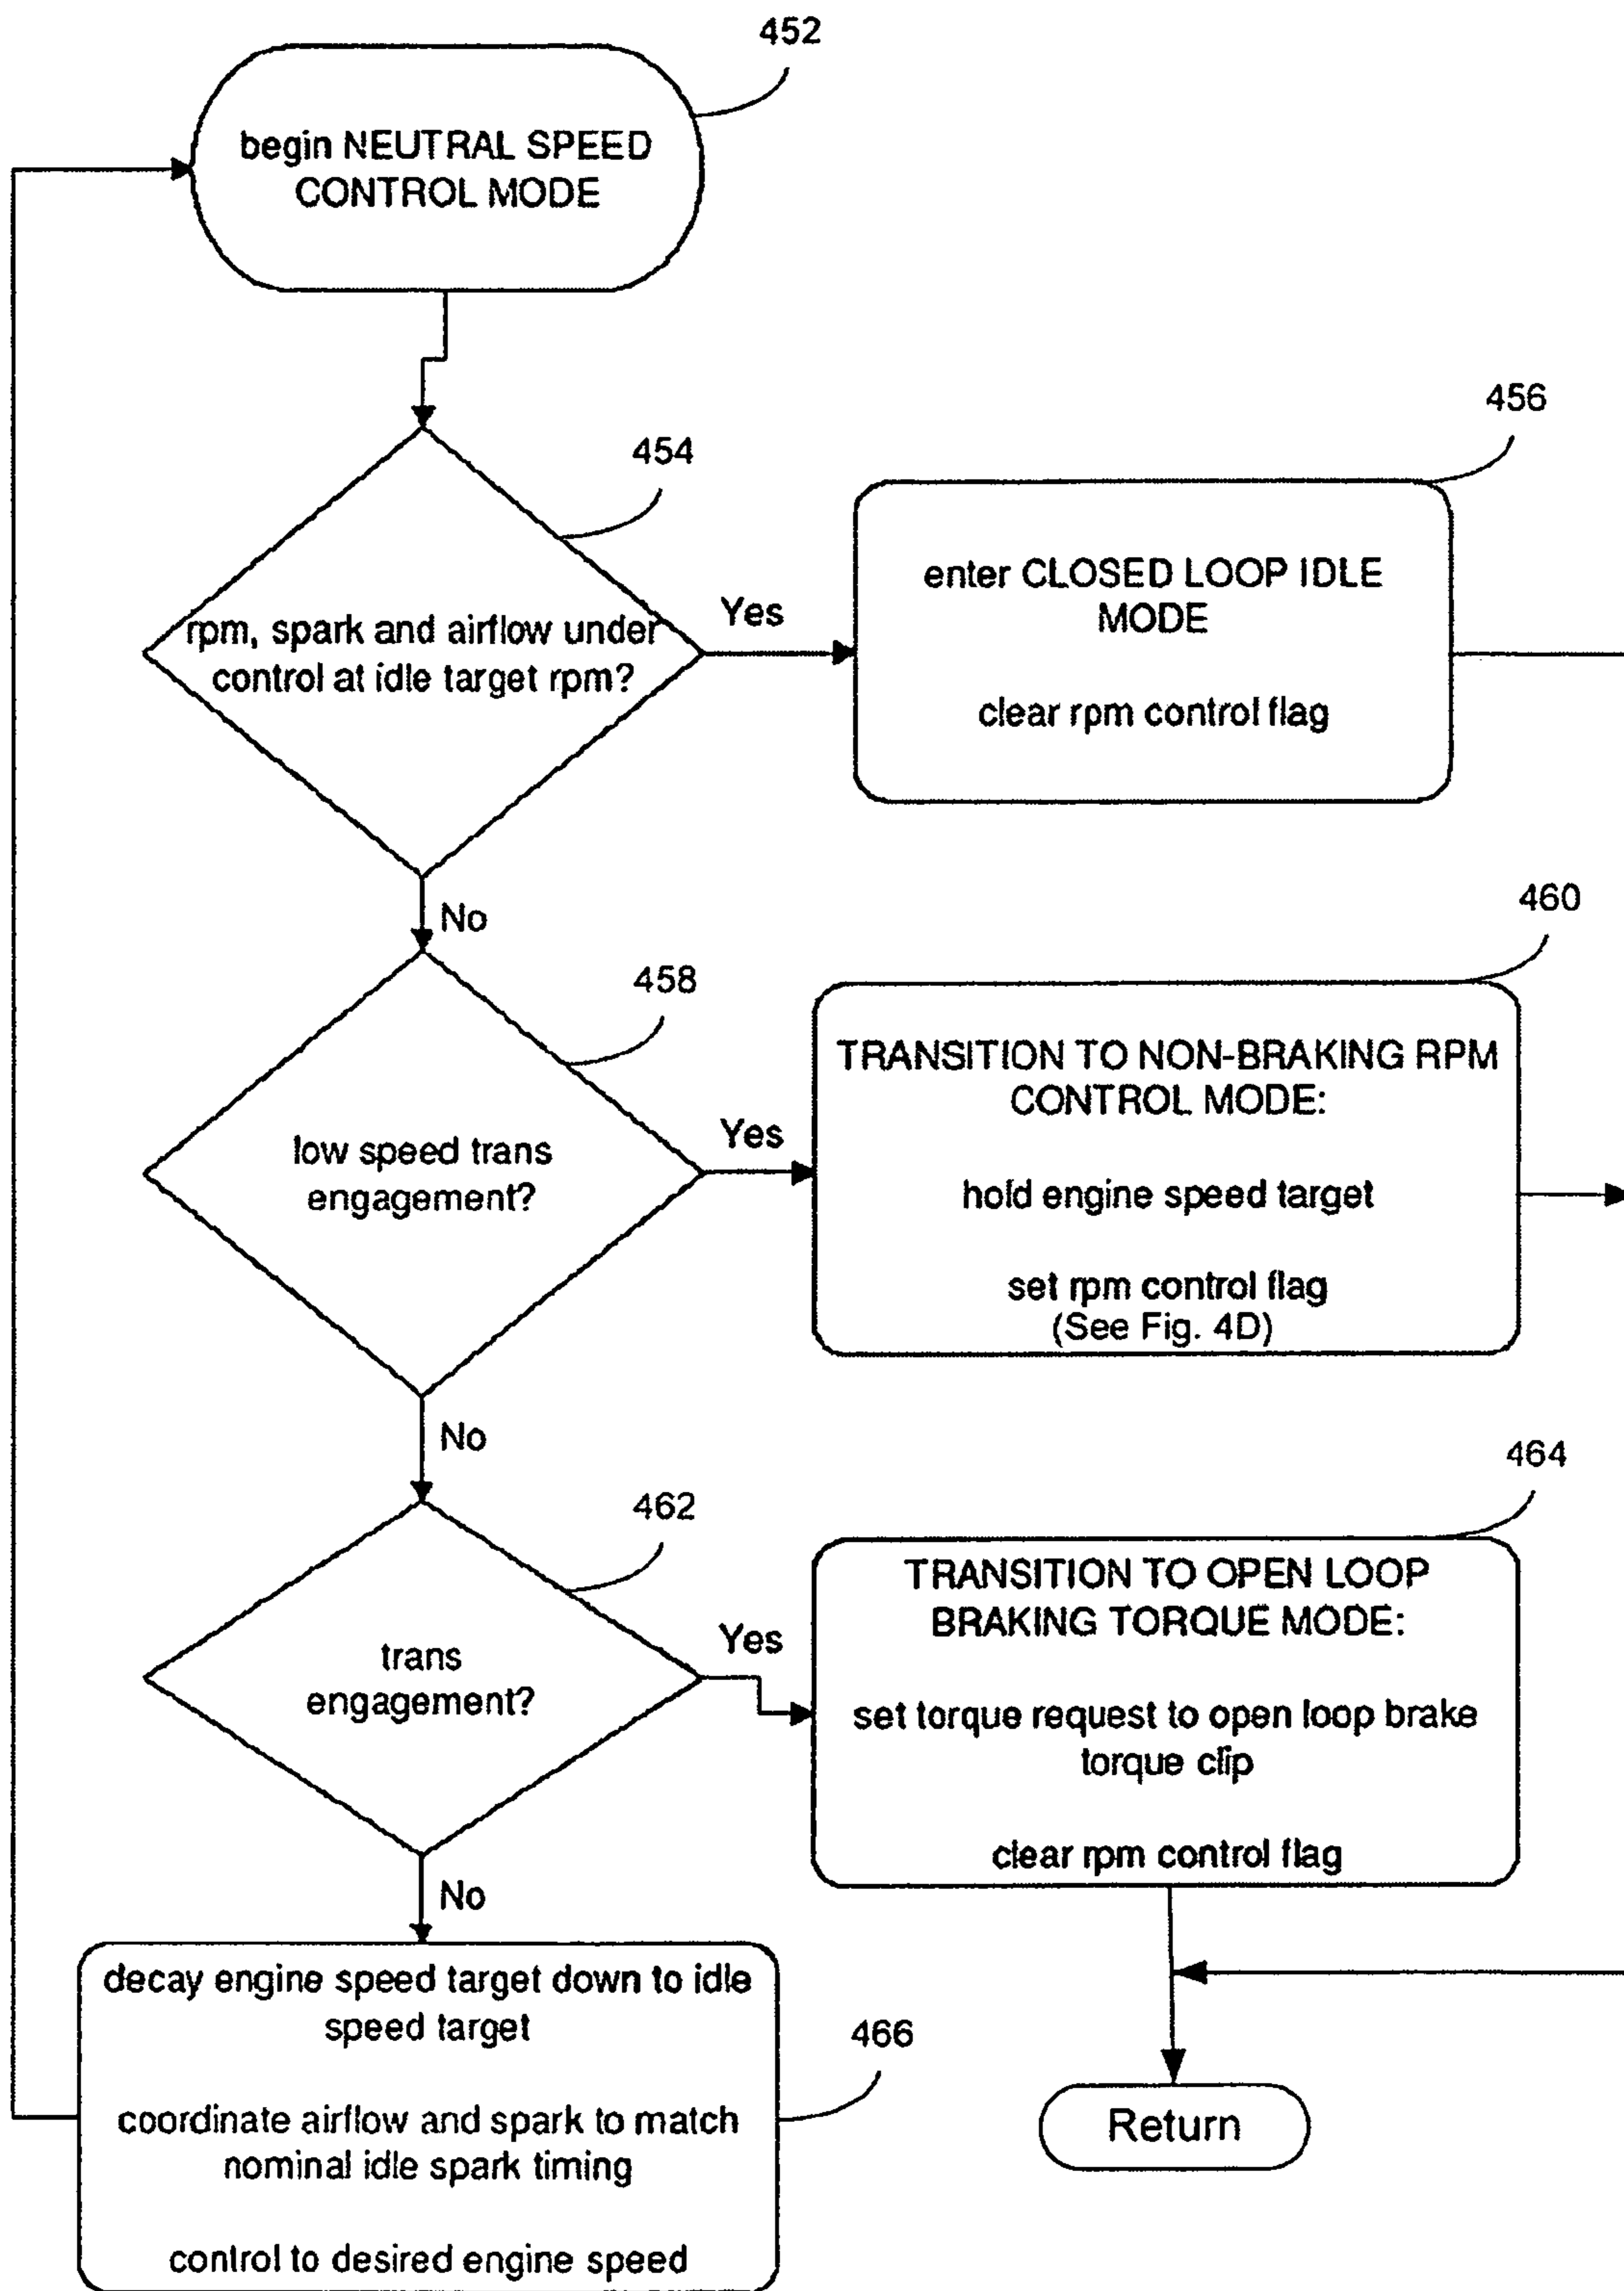 452
begin NEUTRAL SPEED
CONTROL MODE
454
rpm, spark and airflow under
control at idle target rpm?
Yes
456
enter CLOSED LOOP IDLE
MODE
clear rpm control flag
No
458
low speed trans
engagement?
Yes
460
TRANSITION TO NON-BRAKING RPM
CONTROL MODE:
hold engine speed target
set rpm control flag
(See Fig. 4D)
No
462
trans
engagement?
Yes
464
TRANSITION TO OPEN LOOP
BRAKING TORQUE MODE:
set torque request to open loop brake
torque clip
clear rpm control flag
No
466
decay engine speed target down to idle
speed target
coordinate airflow and spark to match
nominal idle spark timing
control to desired engine speed
Return